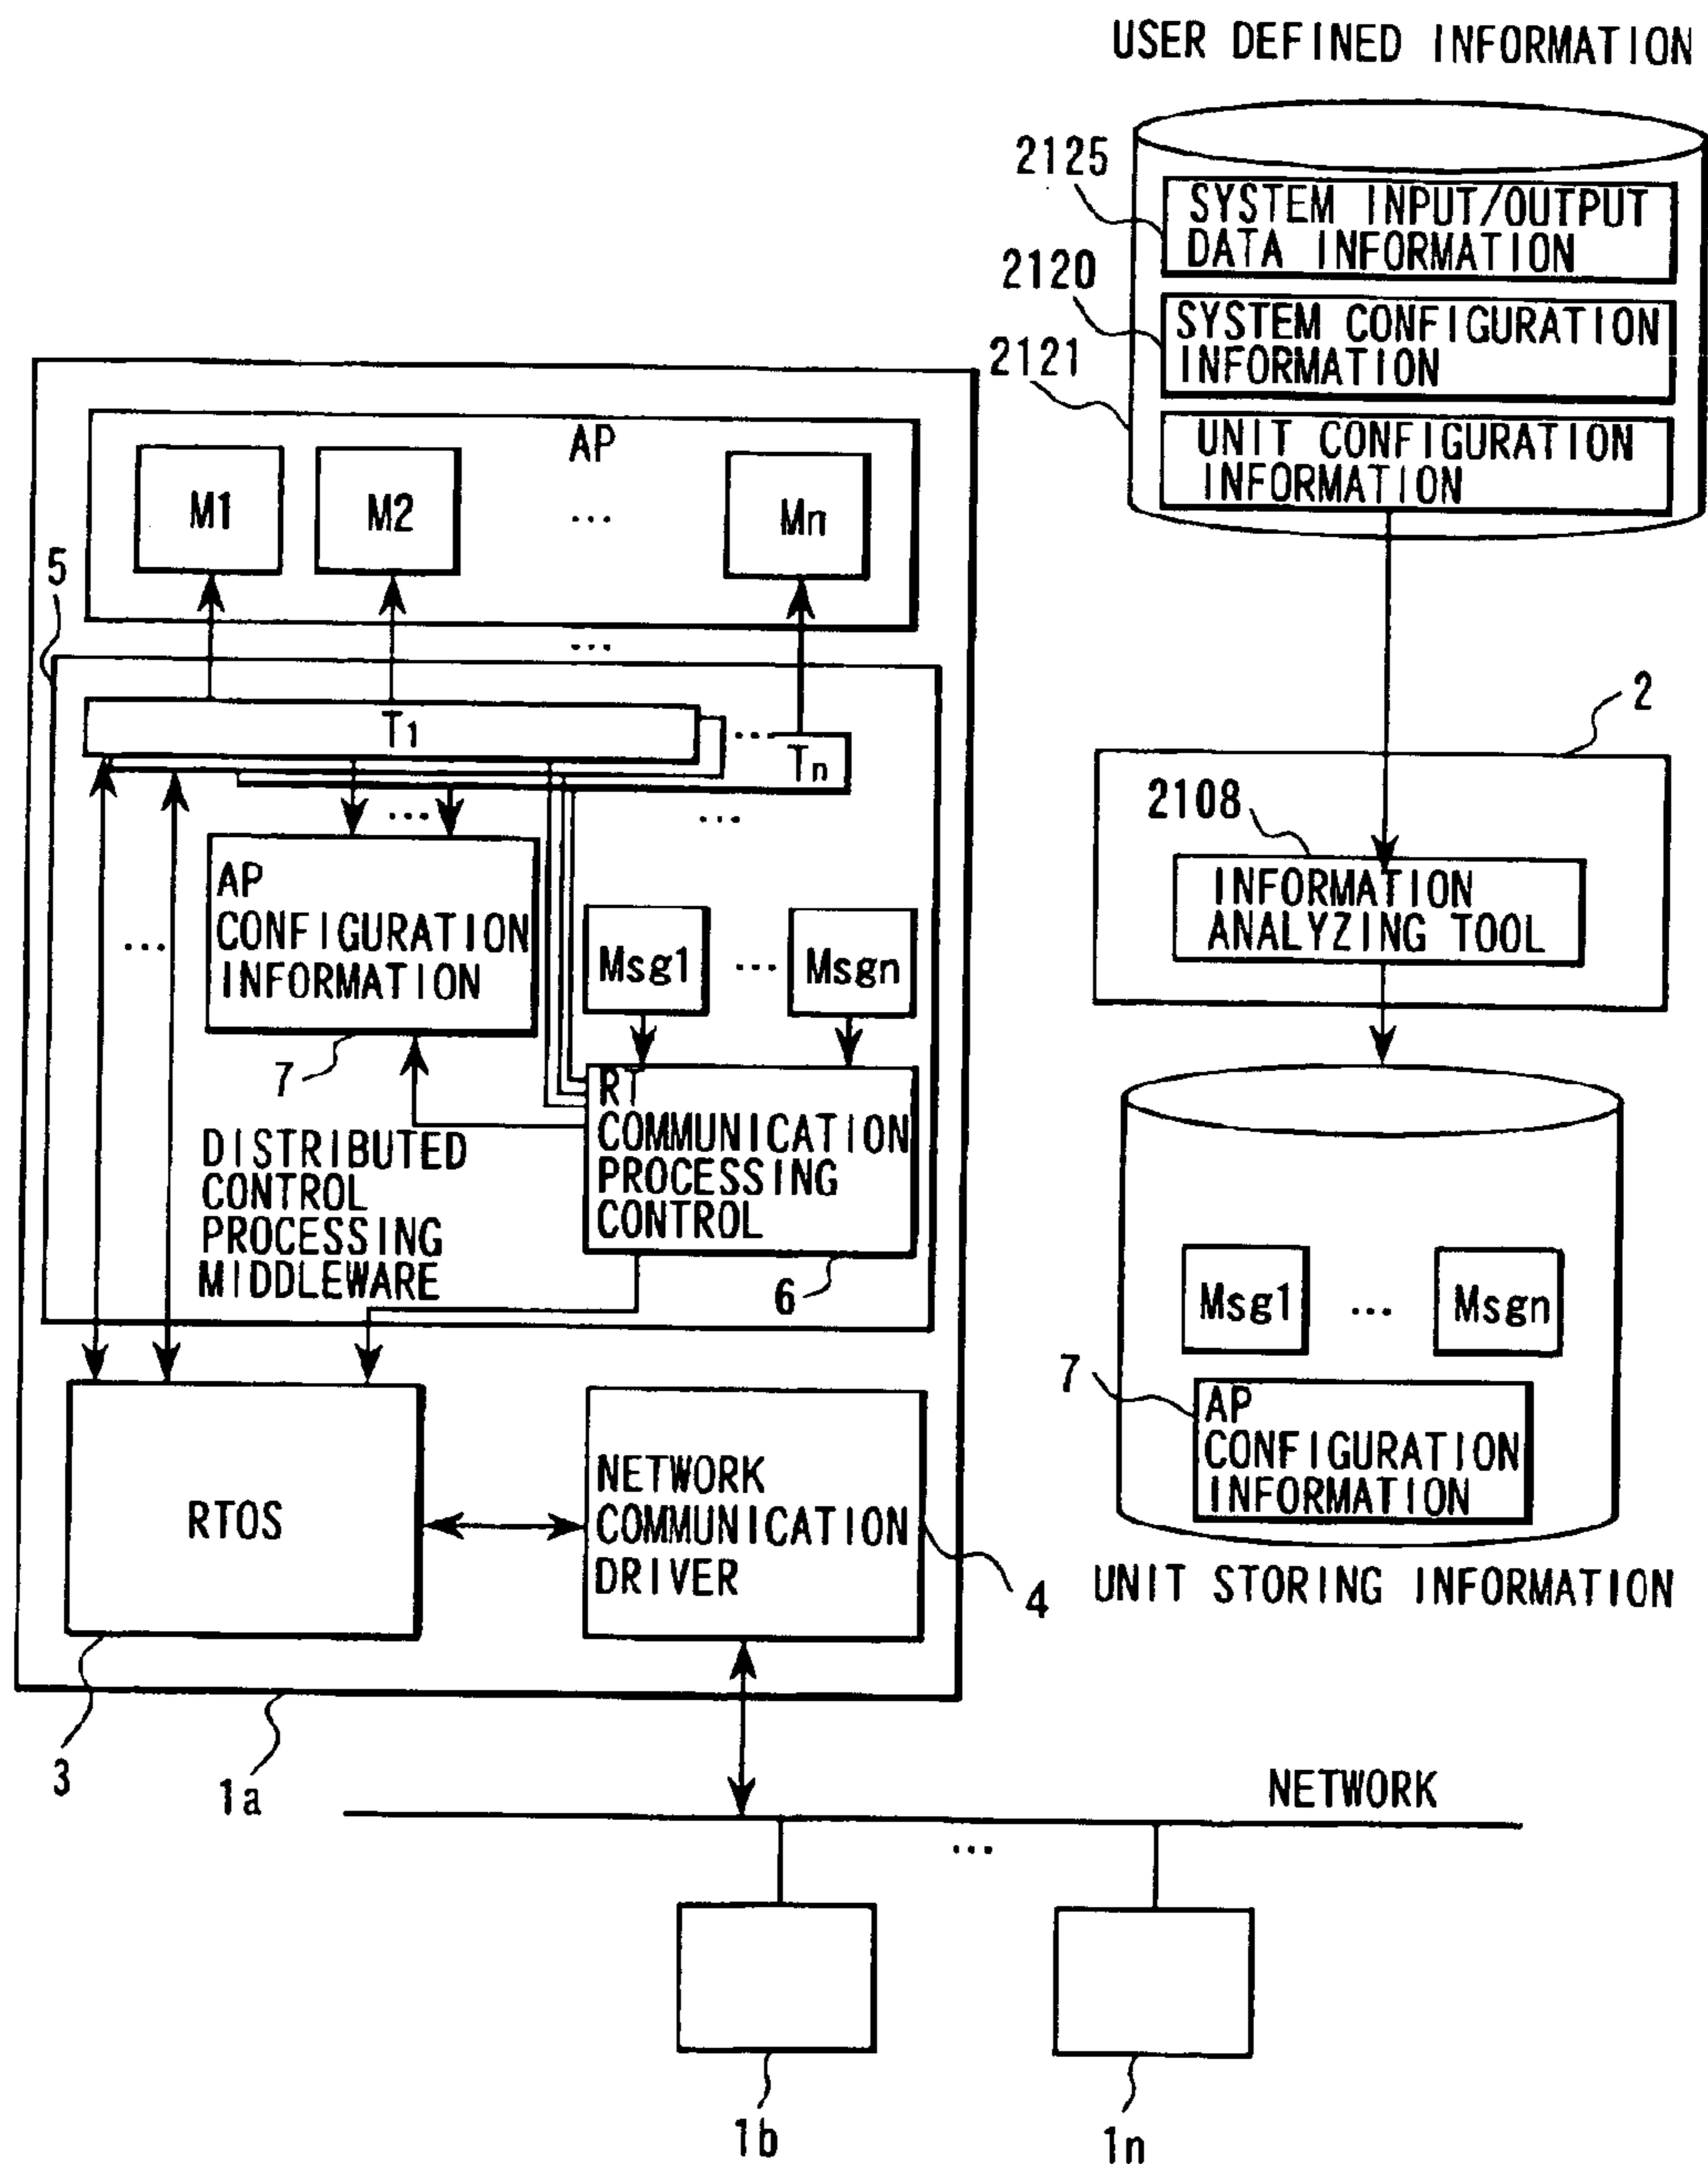 USER DEFINED INFORMATION
2125
SYSTEM INPUT/OUTPUT
DATA INFORMATION
2120
SYSTEM CONFIGURATION
INFORMATION
2121
UNIT CONFIGURATION
INFORMATION
AP
M1
M2
...
Mn
5
...
T1
...
Tn
2
2108
INFORMATION
ANALYZING TOOL
...
...
...
AP
CONFIGURATION
INFORMATION
7
Msg1
...
Msgn
RT
COMMUNICATION
PROCESSING
CONTROL
6
DISTRIBUTED
CONTROL
PROCESSING
MIDDLEWARE
Msg1
...
Msgn
7
AP
CONFIGURATION
INFORMATION
UNIT STORING INFORMATION
RTOS
NETWORK
COMMUNICATION
DRIVER
4
3
1a
NETWORK
...
1b
1n